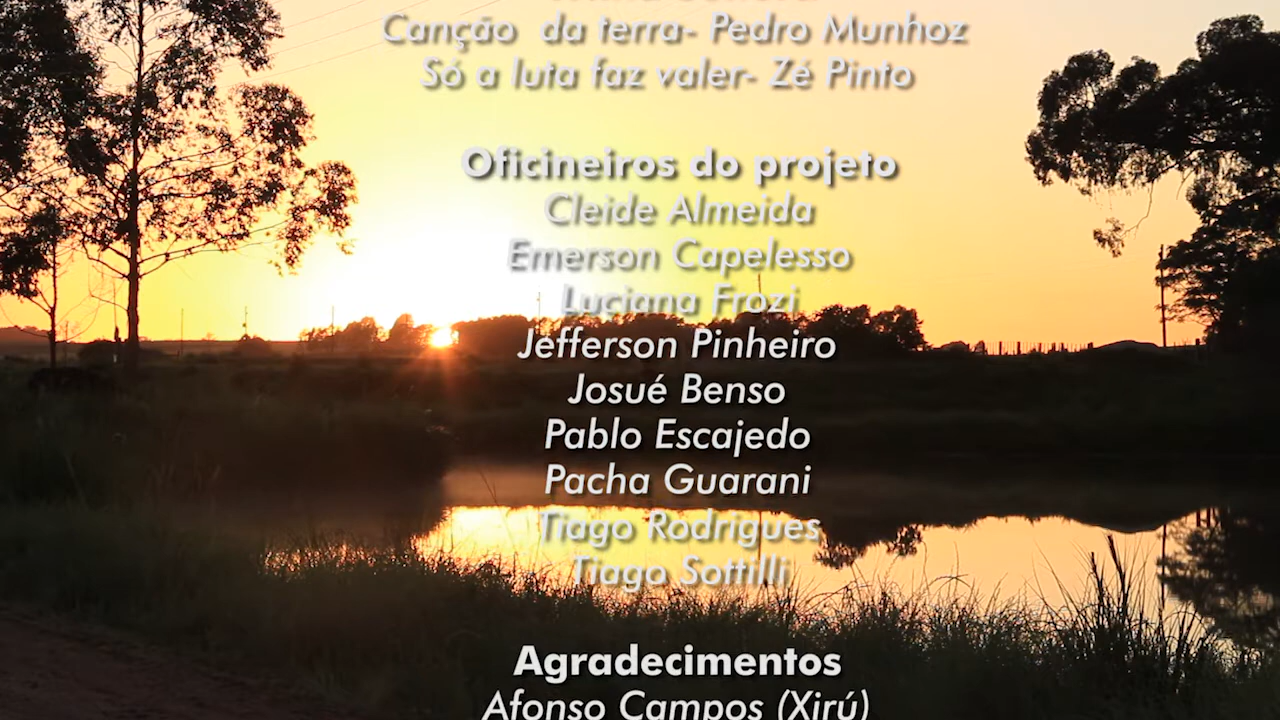 Canção da terra- Pedro Munhoz
Só a luta faz valer- Zé Pinto
Oficineiros do projeto
Cleide Almeida
Emerson Capelesso
Luciana Frozi
Jefferson Pinheiro
Josué Benso
Pablo Escajedo
Pacha Guarani
Tiago Rodrigues
Tiago Sottilli
Agradecimentos
Afonso Campos (Xirú)